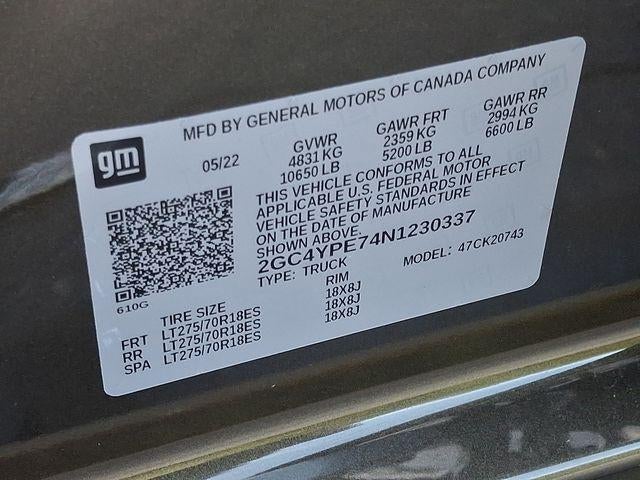 MFD BY GENERAL MOTORS OF CANADA COMPANY
gm
05/22
GVWR
4831 KG
10650 LB
GAWR FRT
2359 KG
5200 LB
GAWR RR
2994 KG
6600 LB
THIS VEHICLE CONFORMS TO ALL
APPLICABLE U.S. FEDERAL MOTOR
VEHICLE SAFETY STANDARDS IN EFFECT
ON THE DATE OF MANUFACTURE
SHOWN ABOVE.
2GC4YPE74N1230337
TYPE: TRUCK
MODEL: 47CK20743
610G
TIRE SIZE RIM
FRT LT275/70R18ES 18X8J
RR LT275/70R18ES 18X8J
SPA LT275/70R18ES 18X8J